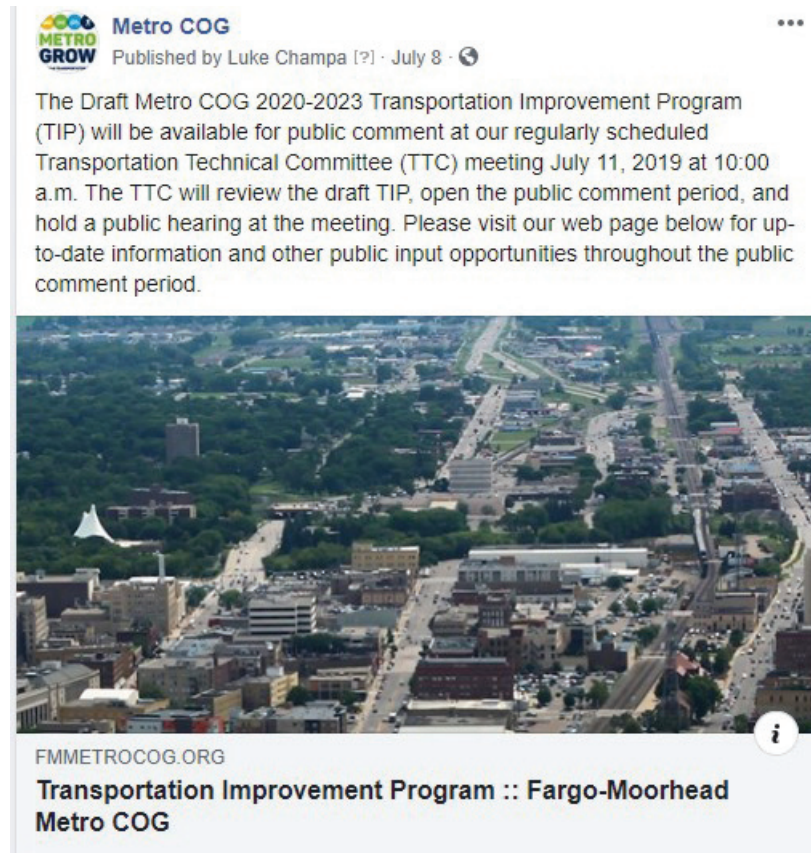 METRO
GROW
Metro COG
Published by Luke Champa [?] · July 8 ·
The Draft Metro COG 2020-2023 Transportation Improvement Program
(TIP) will be available for public comment at our regularly scheduled
Transportation Technical Committee (TTC) meeting July 11, 2019 at 10:00
a.m. The TTC will review the draft TIP, open the public comment period, and
hold a public hearing at the meeting. Please visit our web page below for up-
to-date information and other public input opportunities throughout the public
comment period.
i
FMMETROCOG.ORG
Transportation Improvement Program :: Fargo-Moorhead
Metro COG